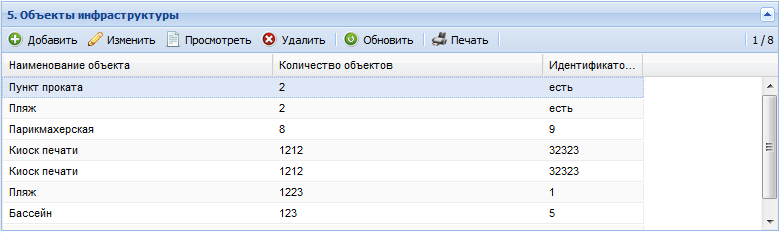 5. Объекты инфраструктуры
Добавить Изменить Просмотреть Удалить Обновить Печать 1 / 8
Наименование объекта Количество объектов Идентификато...
Пункт проката 2 есть
Пляж 2 есть
Парикмахерская 8 9
Киоск печати 1212 32323
Киоск печати 1212 32323
Пляж 1223 1
Бассейн 123 5